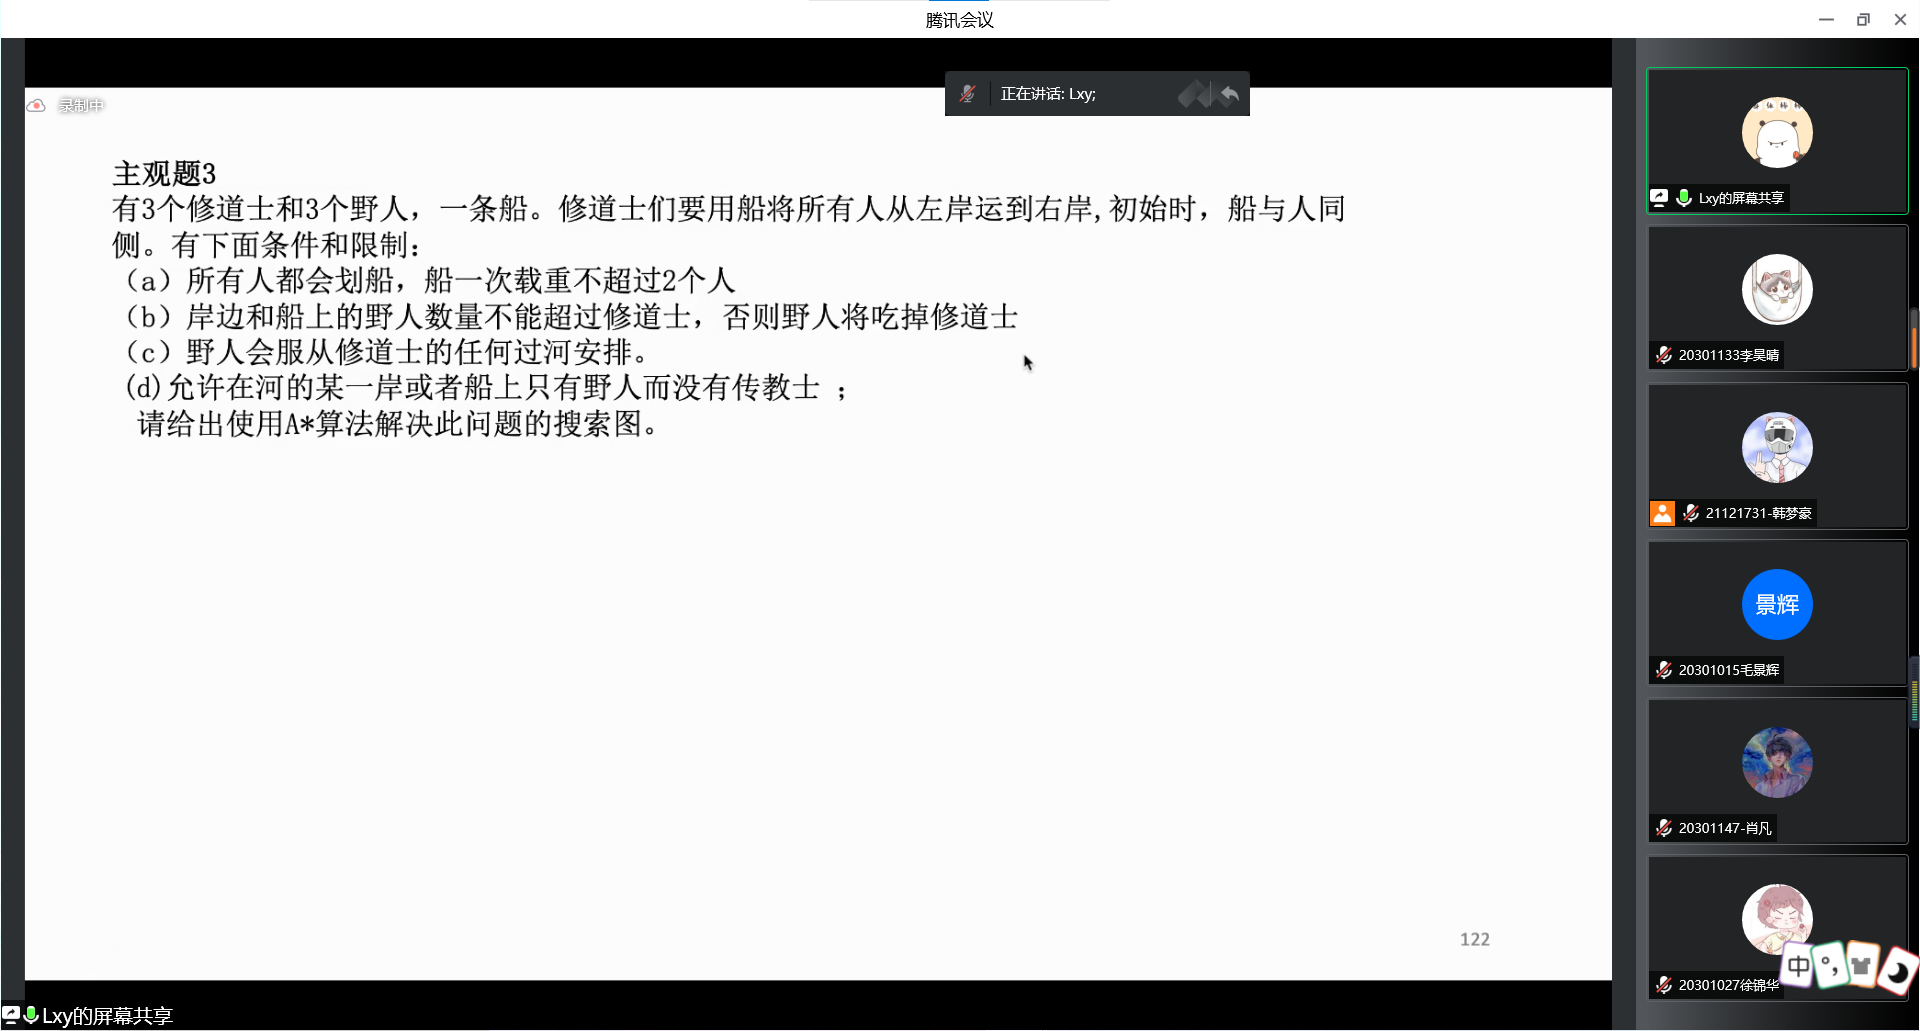 腾讯会议
录制中
正在讲话: Lxy;
主观题3
有3个修道士和3个野人，一条船。修道士们要用船将所有人从左岸运到右岸,初始时，船与人同
侧。有下面条件和限制：
（a）所有人都会划船，船一次载重不超过2个人
（b）岸边和船上的野人数量不能超过修道士，否则野人将吃掉修道士
（c）野人会服从修道士的任何过河安排。
(d)允许在河的某一岸或者船上只有野人而没有传教士 ；
请给出使用A*算法解决此问题的搜索图。
122
Lxy的屏幕共享
Lxy的屏幕共享
20301133李昊晴
21121731-韩梦豪
景辉
20301015毛景辉
20301147-肖凡
20301027徐锦华
中